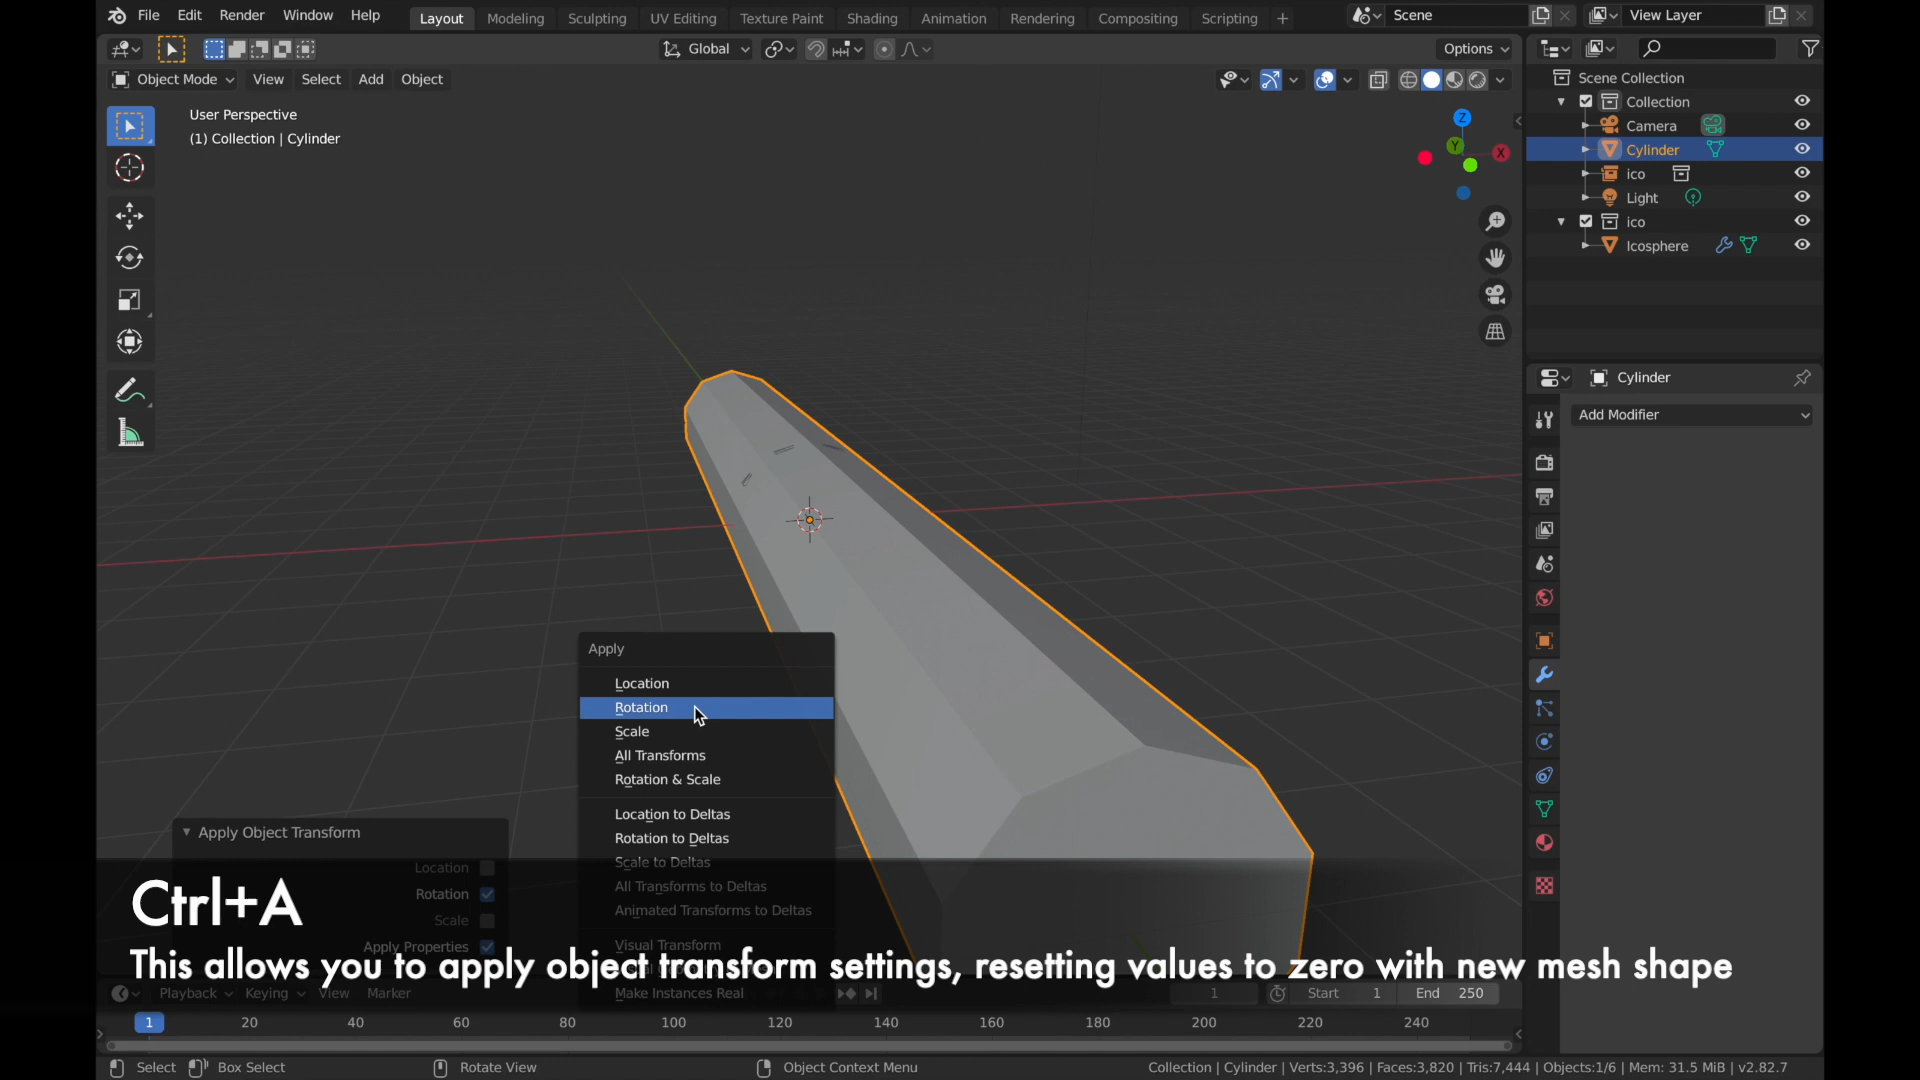 File Edit Render Window Help
Layout Modeling Sculpting UV Editing Texture Paint Shading Animation Rendering Compositing Scripting +
Scene
View Layer
Global
Options
Object Mode View Select Add Object
User Perspective
(1) Collection | Cylinder
Z
Y
X
Scene Collection
Collection
Camera
Cylinder
ico
Light
ico
Icosphere
Cylinder
Add Modifier
Apply
Location
Rotation
Scale
All Transforms
Rotation & Scale
Location to Deltas
Rotation to Deltas
Scale to Deltas
All Transforms to Deltas
Animated Transforms to Deltas
Visual Transform
Make Instances Real
Apply Object Transform
Location
Rotation
Scale
Apply Properties
Ctrl+A
This allows you to apply object transform settings, resetting values to zero with new mesh shape
Playback Keying View Marker
1 Start 1 End 250
1 20 40 60 80 100 120 140 160 180 200 220 240
Select Box Select Rotate View Object Context Menu
Collection | Cylinder | Verts:3,396 | Faces:3,820 | Tris:7,444 | Objects:1/6 | Mem: 31.5 MiB | v2.82.7